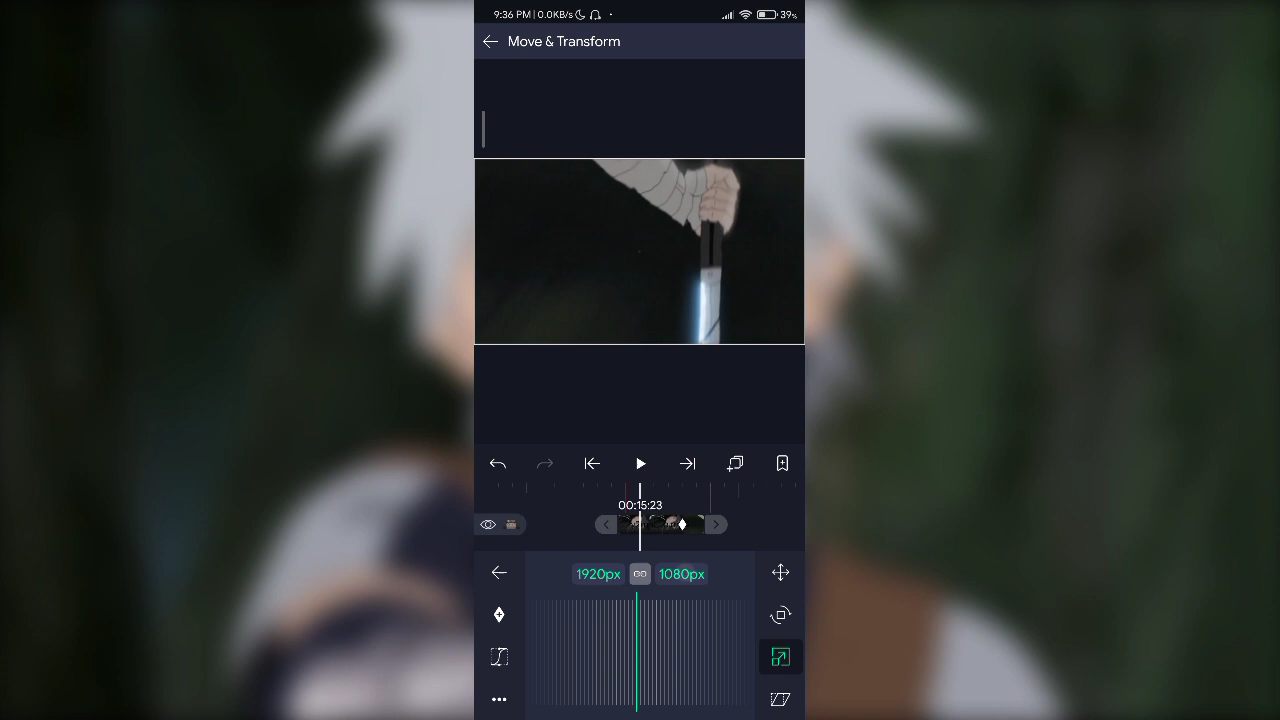 9:36 PM | 0.0KB/s
39%
Move & Transform
00:15:23
1920px
1080px